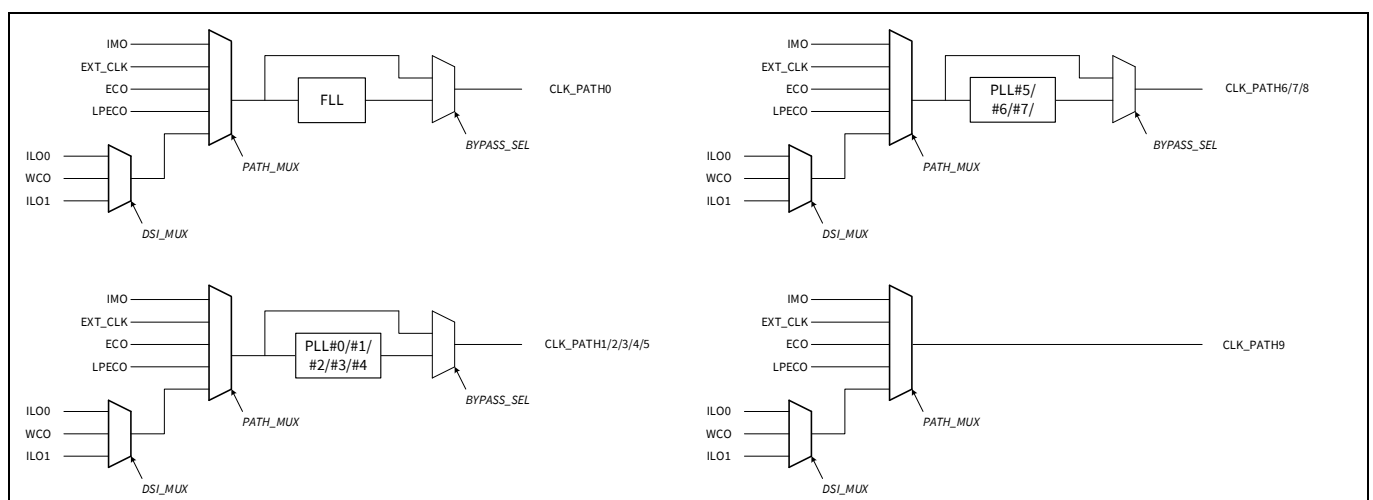 IMO
EXT_CLK
ECO
LPECO
FLL
CLK_PATH0
BYPASS_SEL
PATH_MUX
ILO0
WCO
ILO1
DSI_MUX
IMO
EXT_CLK
ECO
LPECO
PLL#5/
#6/#7/
CLK_PATH6/7/8
BYPASS_SEL
PATH_MUX
ILO0
WCO
ILO1
DSI_MUX
IMO
EXT_CLK
ECO
LPECO
PLL#0/#1/
#2/#3/#4
CLK_PATH1/2/3/4/5
BYPASS_SEL
PATH_MUX
ILO0
WCO
ILO1
DSI_MUX
IMO
EXT_CLK
ECO
LPECO
CLK_PATH9
PATH_MUX
ILO0
WCO
ILO1
DSI_MUX